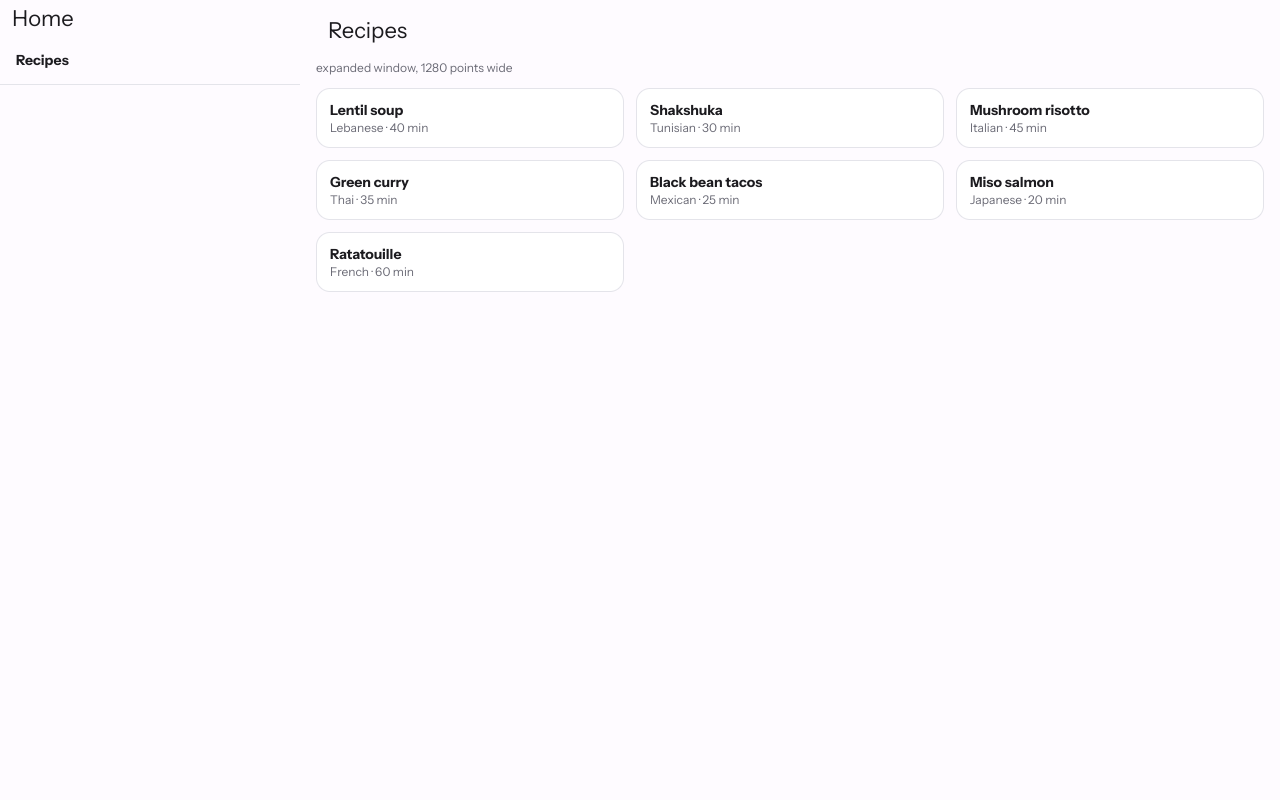 Home
Recipes
Recipes
expanded window, 1280 points wide
Lentil soup
Lebanese · 40 min
Shakshuka
Tunisian · 30 min
Mushroom risotto
Italian · 45 min
Green curry
Thai · 35 min
Black bean tacos
Mexican · 25 min
Miso salmon
Japanese · 20 min
Ratatouille
French · 60 min